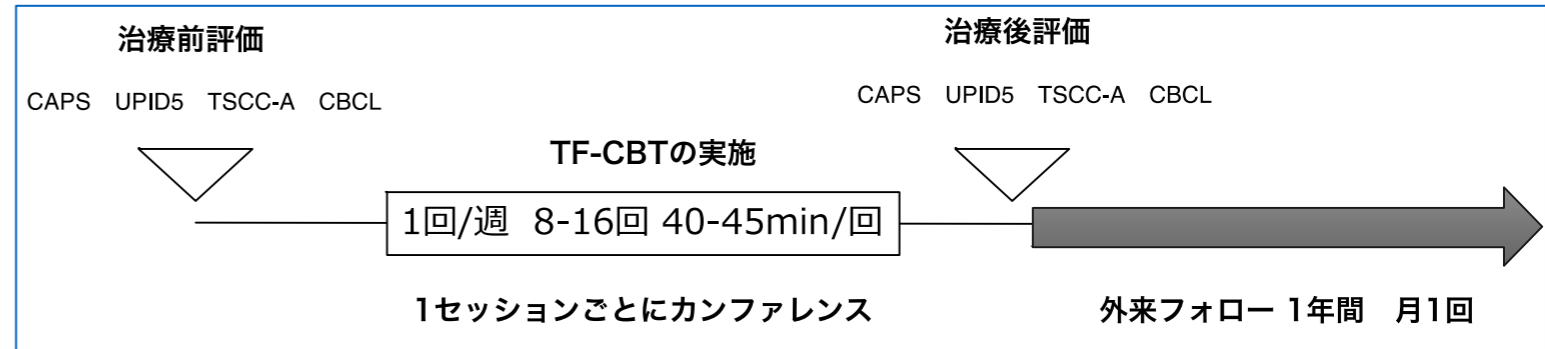 治療前評価
CAPS UPID5 TSCC-A CBCL
治療後評価
CAPS UPID5 TSCC-A CBCL
TF-CBTの実施
1回/週 8-16回 40-45min/回
1セッションごとにカンファレンス
外来フォロー 1年間 月1回